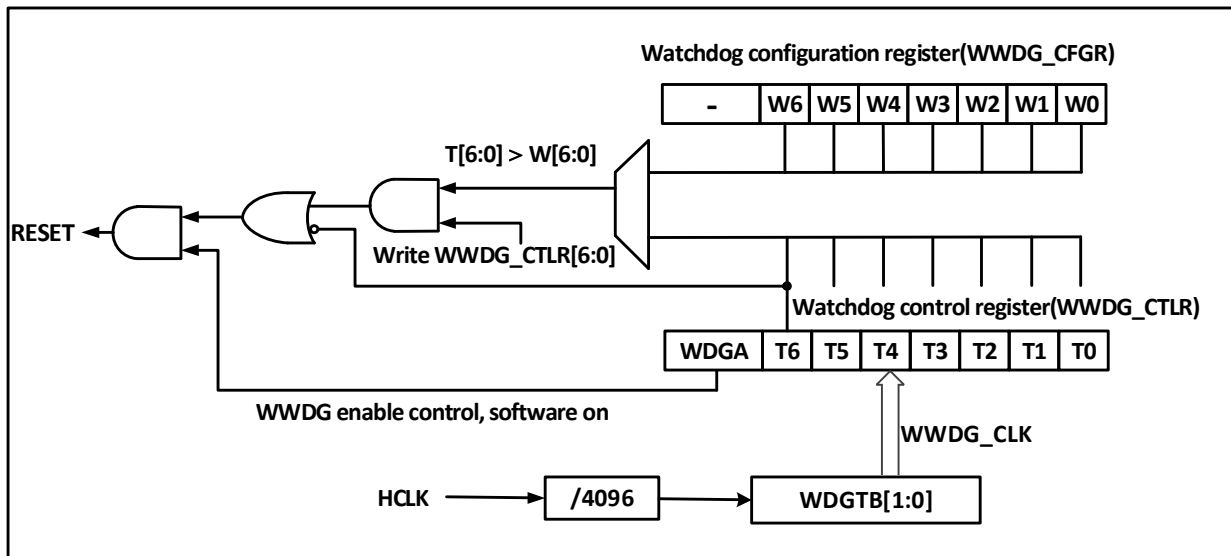 Watchdog configuration register(WWDG_CFGR)
- W6 W5 W4 W3 W2 W1 W0
T[6:0] > W[6:0]
RESET
Write WWDG_CTLR[6:0]
Watchdog control register(WWDG_CTLR)
WDGA T6 T5 T4 T3 T2 T1 T0
WWDG enable control, software on
WWDG_CLK
HCLK /4096 WDGTB[1:0]